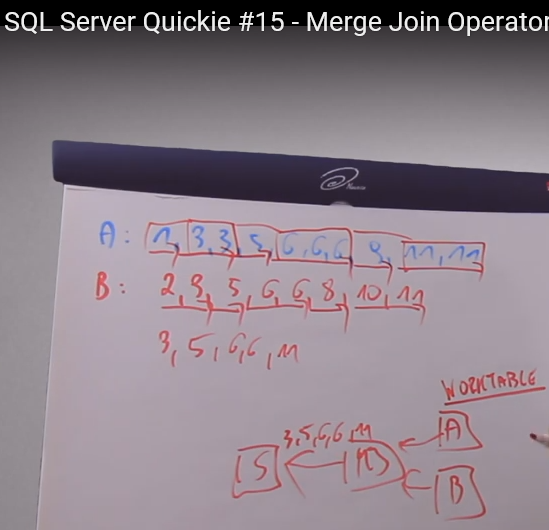 SQL Server Quickie #15 - Merge Join Operator
A: 1, 3, 3, 5, 6, 6, 6, 9, 11, 11
B: 2, 3, 5, 6, 6, 8, 10, 11
3, 5, 6, 6, 11
WORKTABLE
3, 5, 6, 6, 11
A
S
B